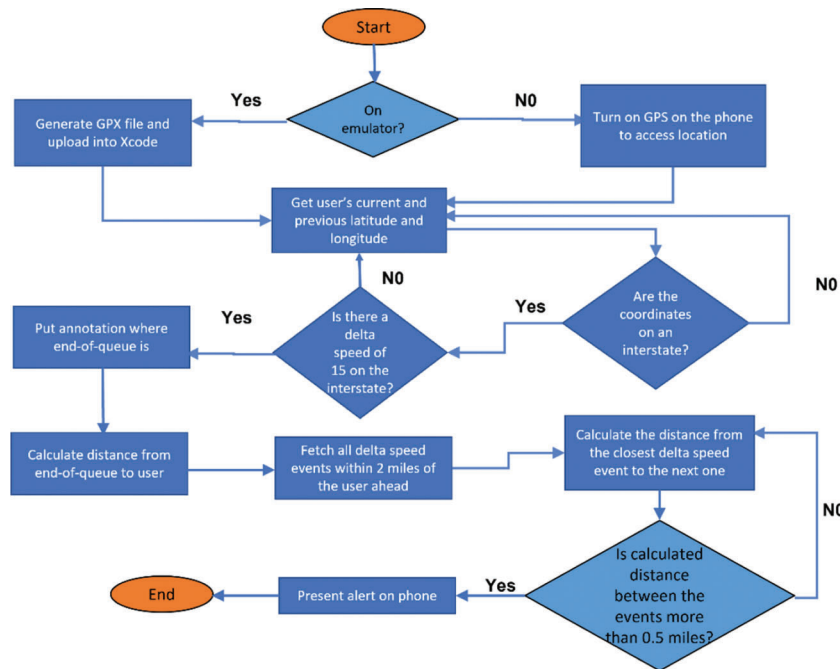 Start
On
emulator?
Yes
N0
Generate GPX file and
upload into Xcode
Turn on GPS on the phone
to access location
Get user's current and
previous latitude and
longitude
N0
N0
Are the
coordinates
on an
interstate?
Yes
Is there a
delta
speed of
15 on the
interstate?
Yes
Put annotation where
end-of-queue is
Calculate distance from
end-of-queue to user
Fetch all delta speed
events within 2 miles of
the user ahead
Calculate the distance from
the closest delta speed
event to the next one
N0
Is calculated
distance
between the
events more
than 0.5 miles?
Yes
Present alert on phone
End